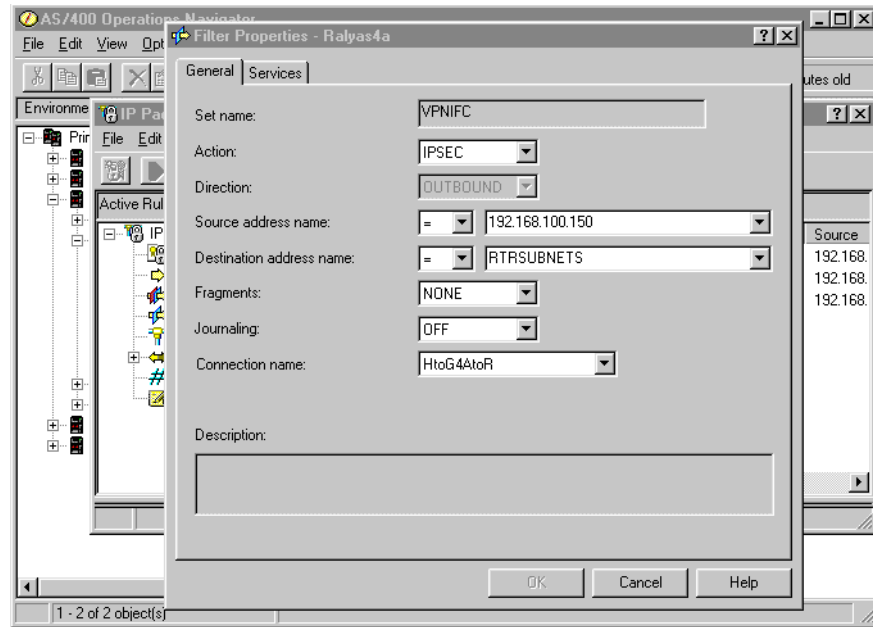 AS/400 Operations Navigator
File Edit View Opt
utes old
Environme
Prir
IP Pac
File Edit
Active Rul
IP
Source
192.168.
192.168.
192.168.
Filter Properties - Ralyas4a
General Services
Set name: VPNIFC
Action: IPSEC
Direction: OUTBOUND
Source address name: = 192.168.100.150
Destination address name: = RTRSUBNETS
Fragments: NONE
Journaling: OFF
Connection name: HtoG4AtoR
Description:
OK Cancel Help
1 - 2 of 2 object(s)